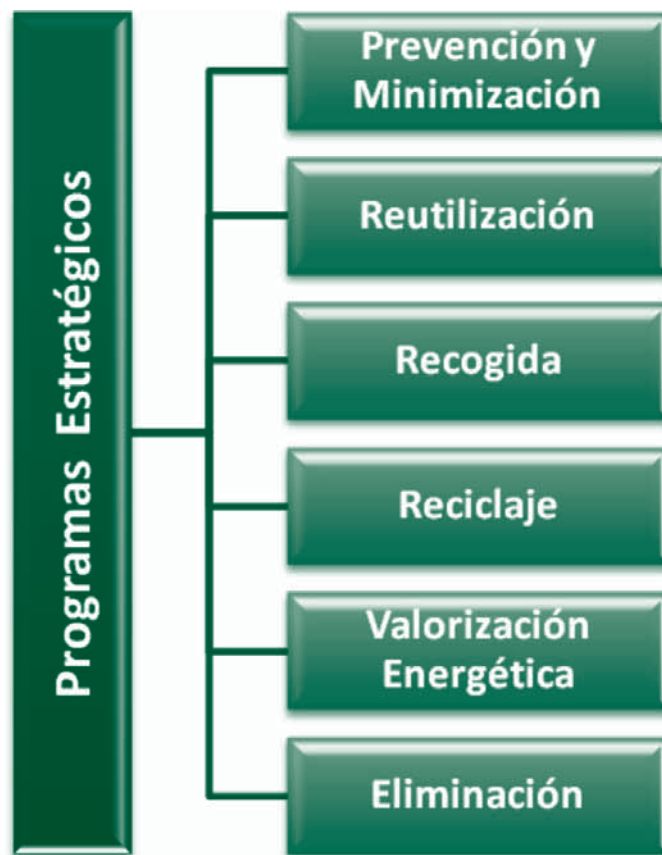 Programas Estratégicos
Prevención y
Minimización
Reutilización
Recogida
Reciclaje
Valorización
Energética
Eliminación